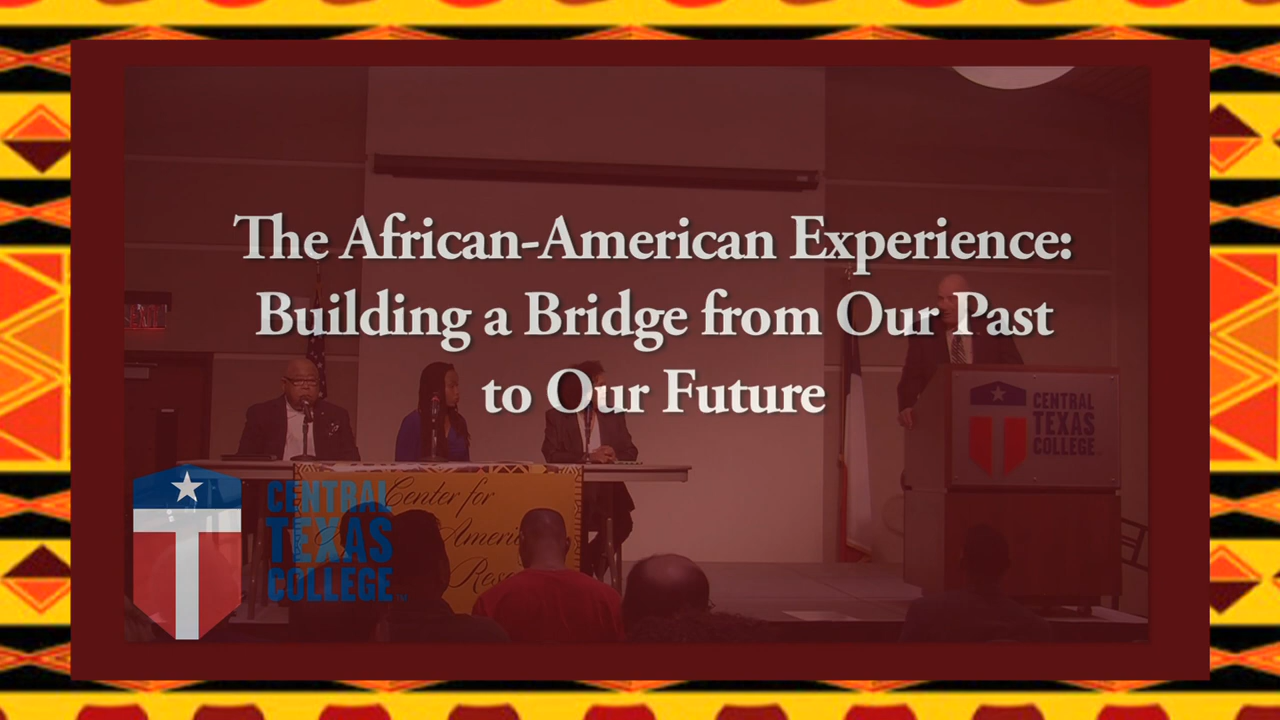 The African-American Experience:
Building a Bridge from Our Past
to Our Future
CENTRAL
TEXAS
COLLEGE
Center for
CENTRAL
TEXAS
COLLEGE